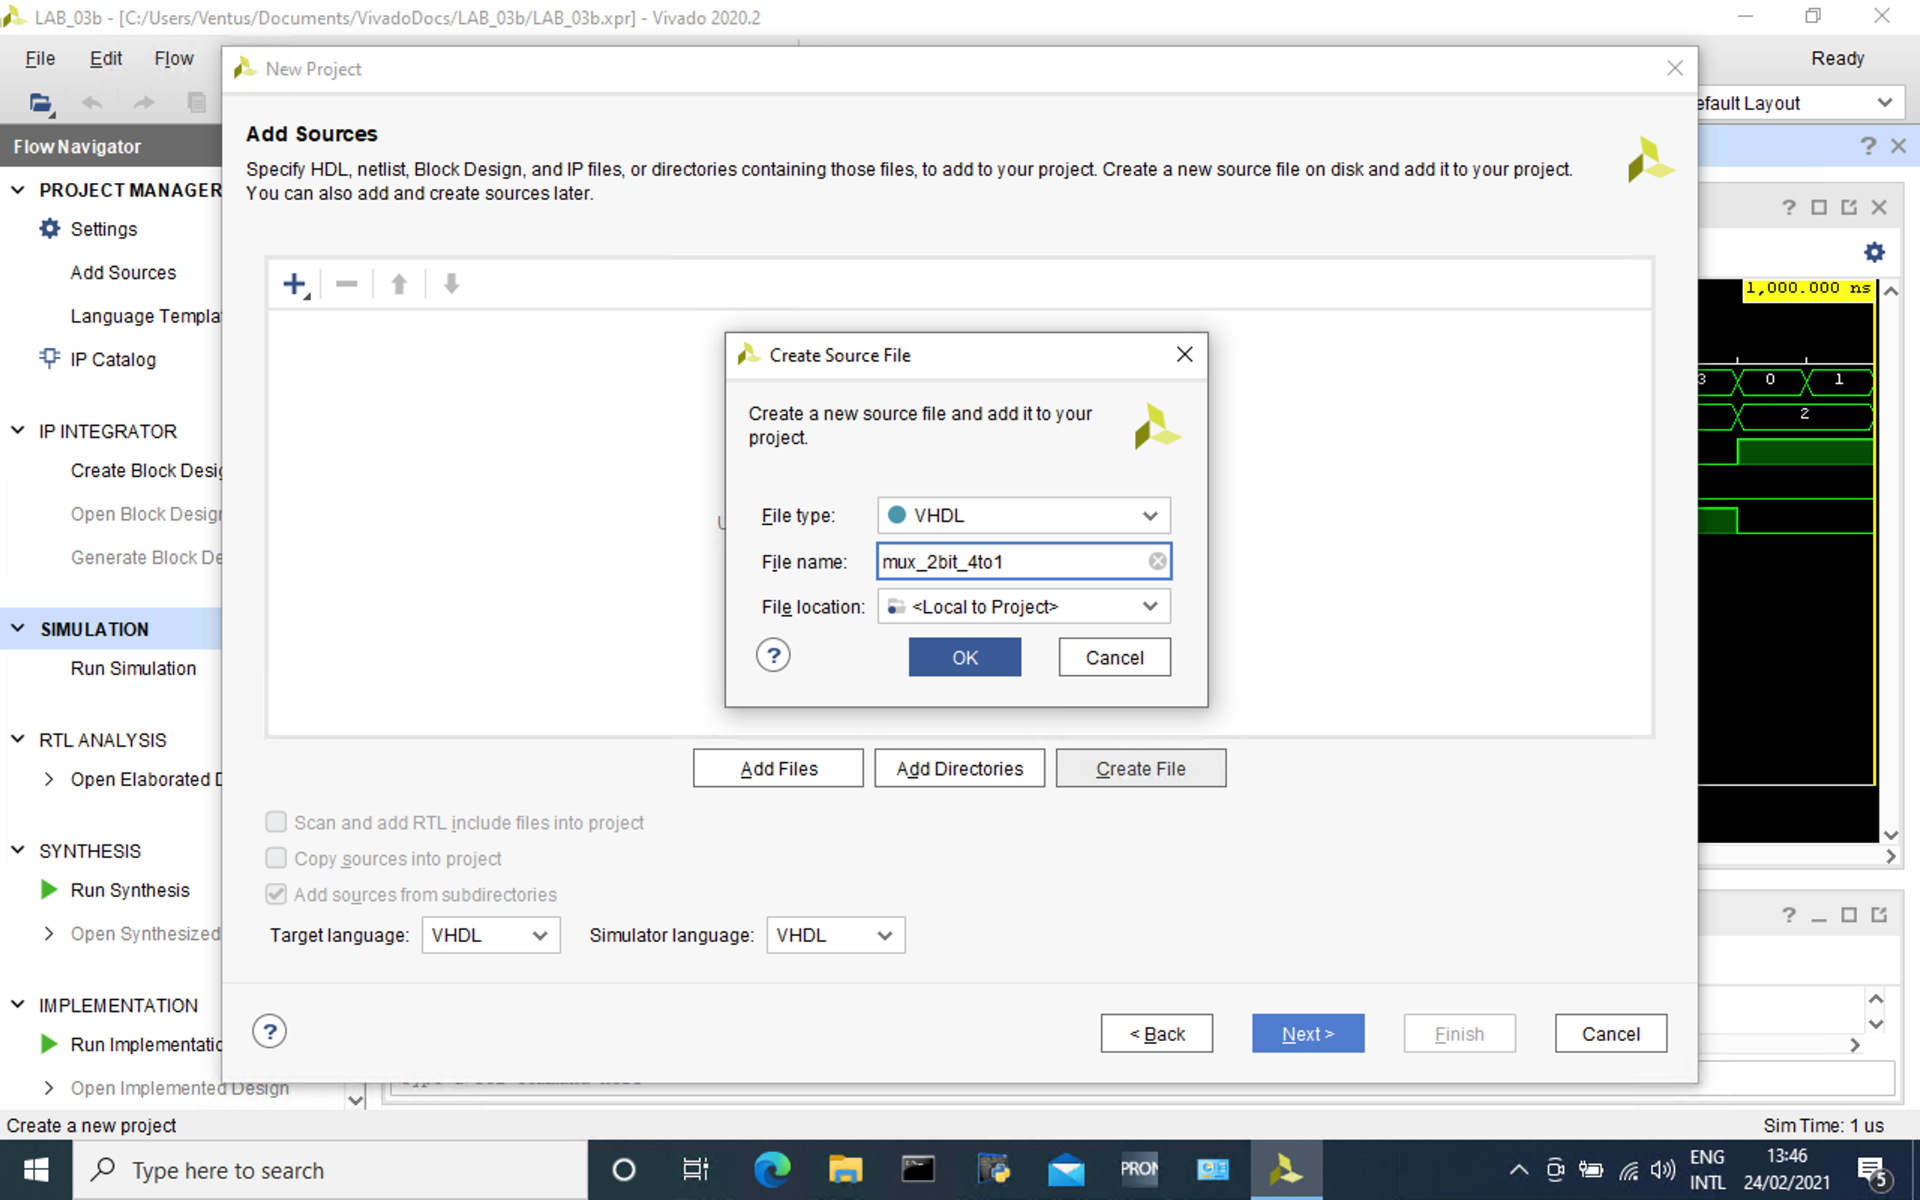 LAB_03b - [C:/Users/Ventus/Documents/VivadoDocs/LAB_03b/LAB_03b.xpr] - Vivado 2020.2
File Edit Flow
Ready
New Project
efault Layout
Flow Navigator
Add Sources
Specify HDL, netlist, Block Design, and IP files, or directories containing those files, to add to your project. Create a new source file on disk and add it to your project.
You can also add and create sources later.
PROJECT MANAGER
Settings
Add Sources
Language Templa
IP Catalog
IP INTEGRATOR
Create Block Desig
Open Block Design
Generate Block De
SIMULATION
Run Simulation
RTL ANALYSIS
Open Elaborated D
SYNTHESIS
Run Synthesis
Open Synthesized
IMPLEMENTATION
Run Implementatio
Open Implemented Design
1,000.000 ns
3 0 1
2
Create Source File
Create a new source file and add it to your
project.
File type: VHDL
File name: mux_2bit_4to1
File location: <Local to Project>
? OK Cancel
Add Files Add Directories Create File
Scan and add RTL include files into project
Copy sources into project
Add sources from subdirectories
Target language: VHDL Simulator language: VHDL
? < Back Next > Finish Cancel
Create a new project
Sim Time: 1 us
Type here to search
PRON
ENG
INTL
13:46
24/02/2021
5